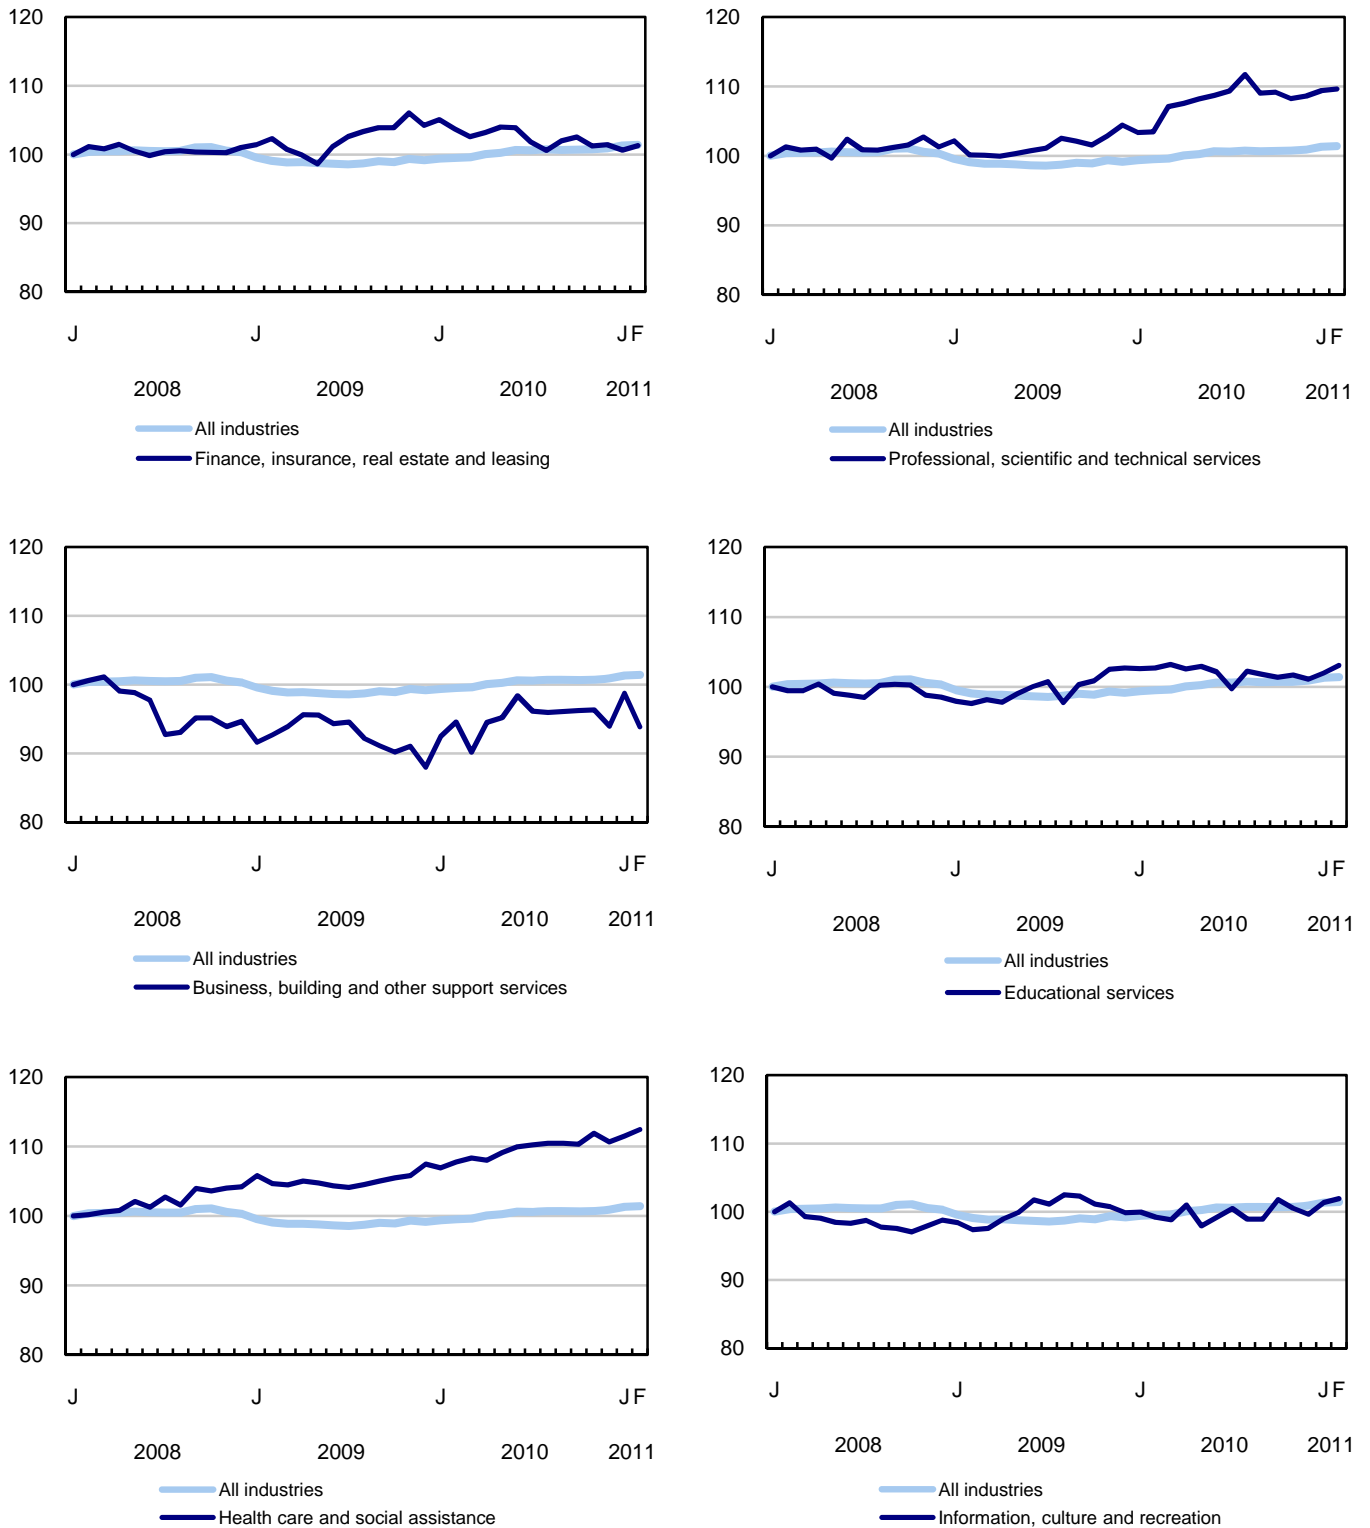 120
110
100
90
80
J J J J F
2008 2009 2010 2011
All industries
Finance, insurance, real estate and leasing
120
110
100
90
80
J J J J F
2008 2009 2010 2011
All industries
Professional, scientific and technical services
120
110
100
90
80
J J J J F
2008 2009 2010 2011
All industries
Business, building and other support services
120
110
100
90
80
J J J J F
2008 2009 2010 2011
All industries
Educational services
120
110
100
90
80
J J J J F
2008 2009 2010 2011
All industries
Health care and social assistance
120
110
100
90
80
J J J J F
2008 2009 2010 2011
All industries
Information, culture and recreation